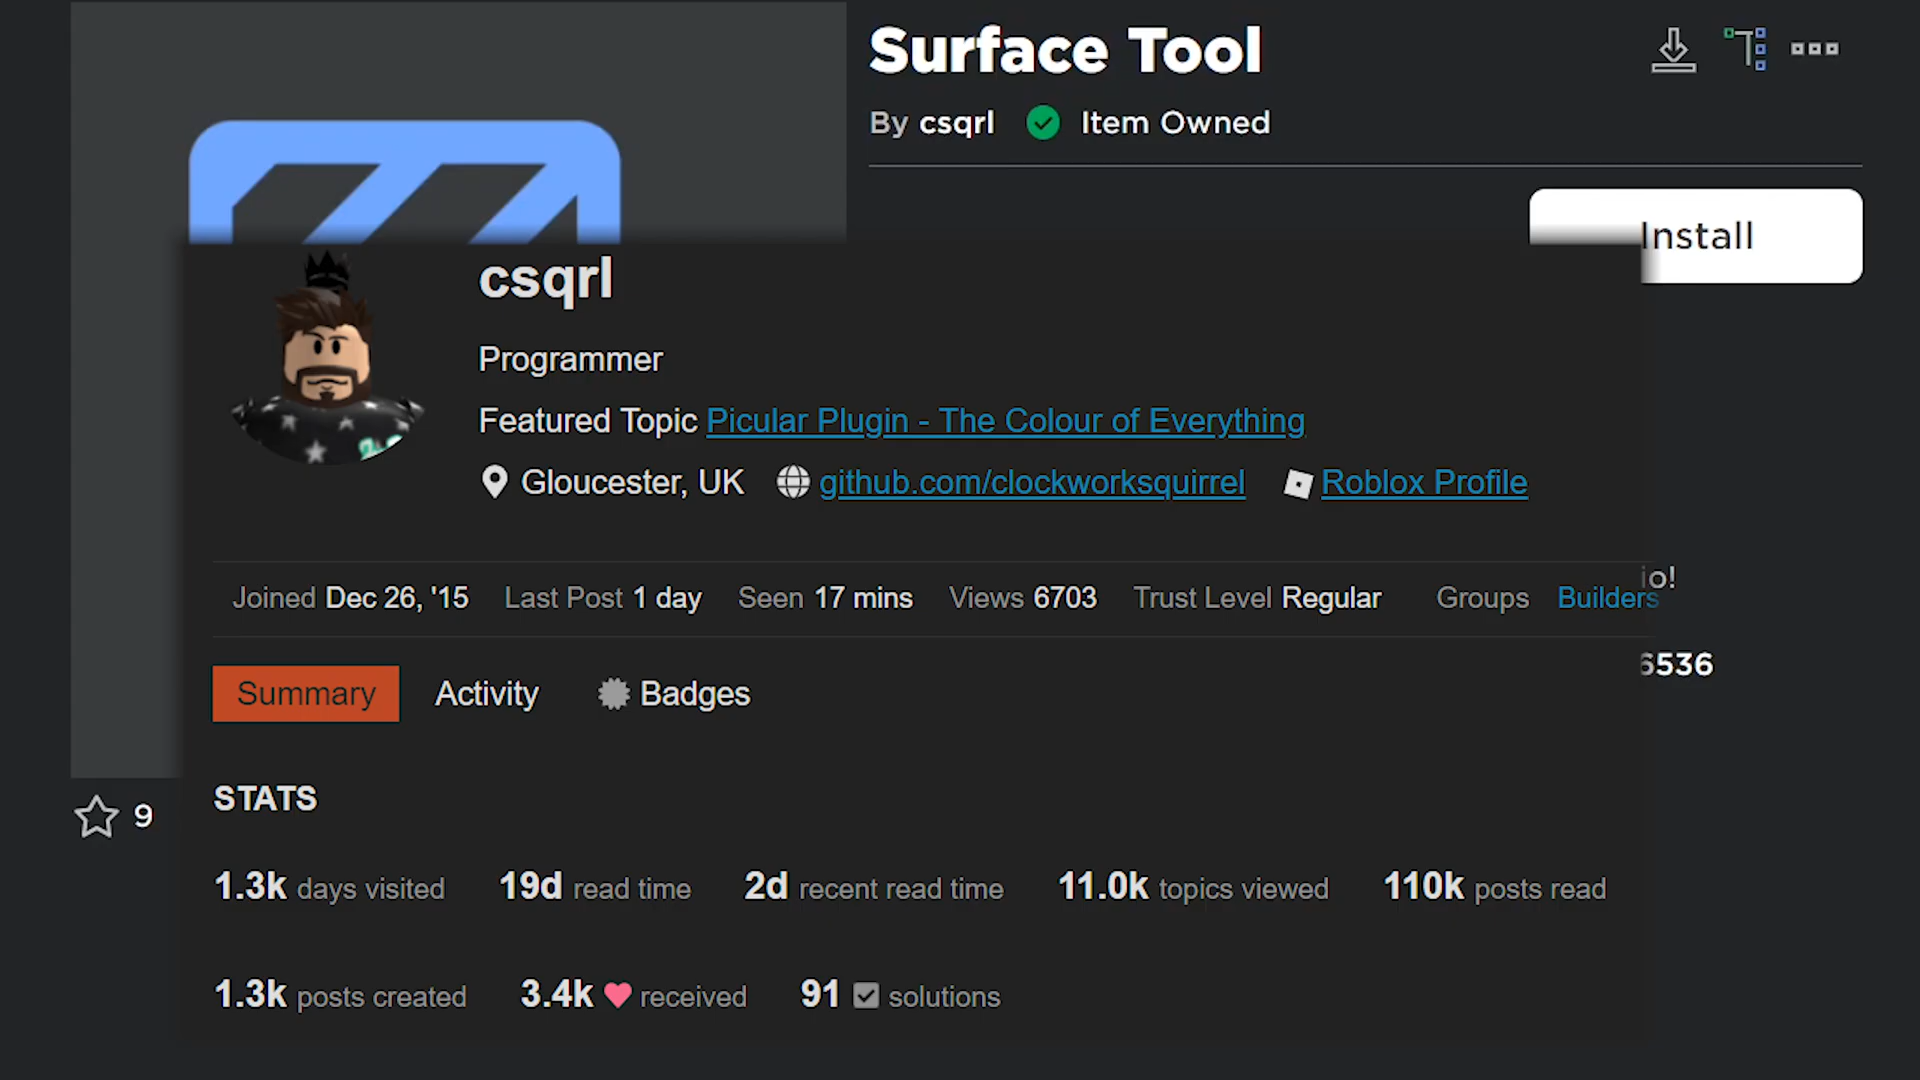 Surface Tool
By csqrl Item Owned
Install
csqrl
Programmer
Featured Topic Picular Plugin - The Colour of Everything
Gloucester, UK github.com/clockworksquirrel Roblox Profile
io!
Joined Dec 26, '15 Last Post 1 day Seen 17 mins Views 6703 Trust Level Regular Groups Builders
6536
Summary Activity Badges
STATS
9
1.3k days visited 19d read time 2d recent read time 11.0k topics viewed 110k posts read
1.3k posts created 3.4k received 91 solutions